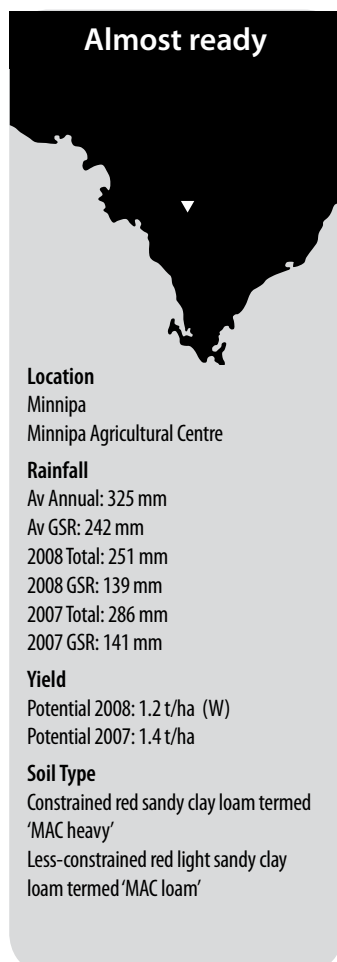 Almost ready
Location
Minnipa
Minnipa Agricultural Centre
Rainfall
Av Annual: 325 mm
Av GSR: 242 mm
2008 Total: 251 mm
2008 GSR: 139 mm
2007 Total: 286 mm
2007 GSR: 141 mm
Yield
Potential 2008: 1.2 t/ha (W)
Potential 2007: 1.4 t/ha
Soil Type
Constrained red sandy clay loam termed
‘MAC heavy’
Less-constrained red light sandy clay
loam termed ‘MAC loam’